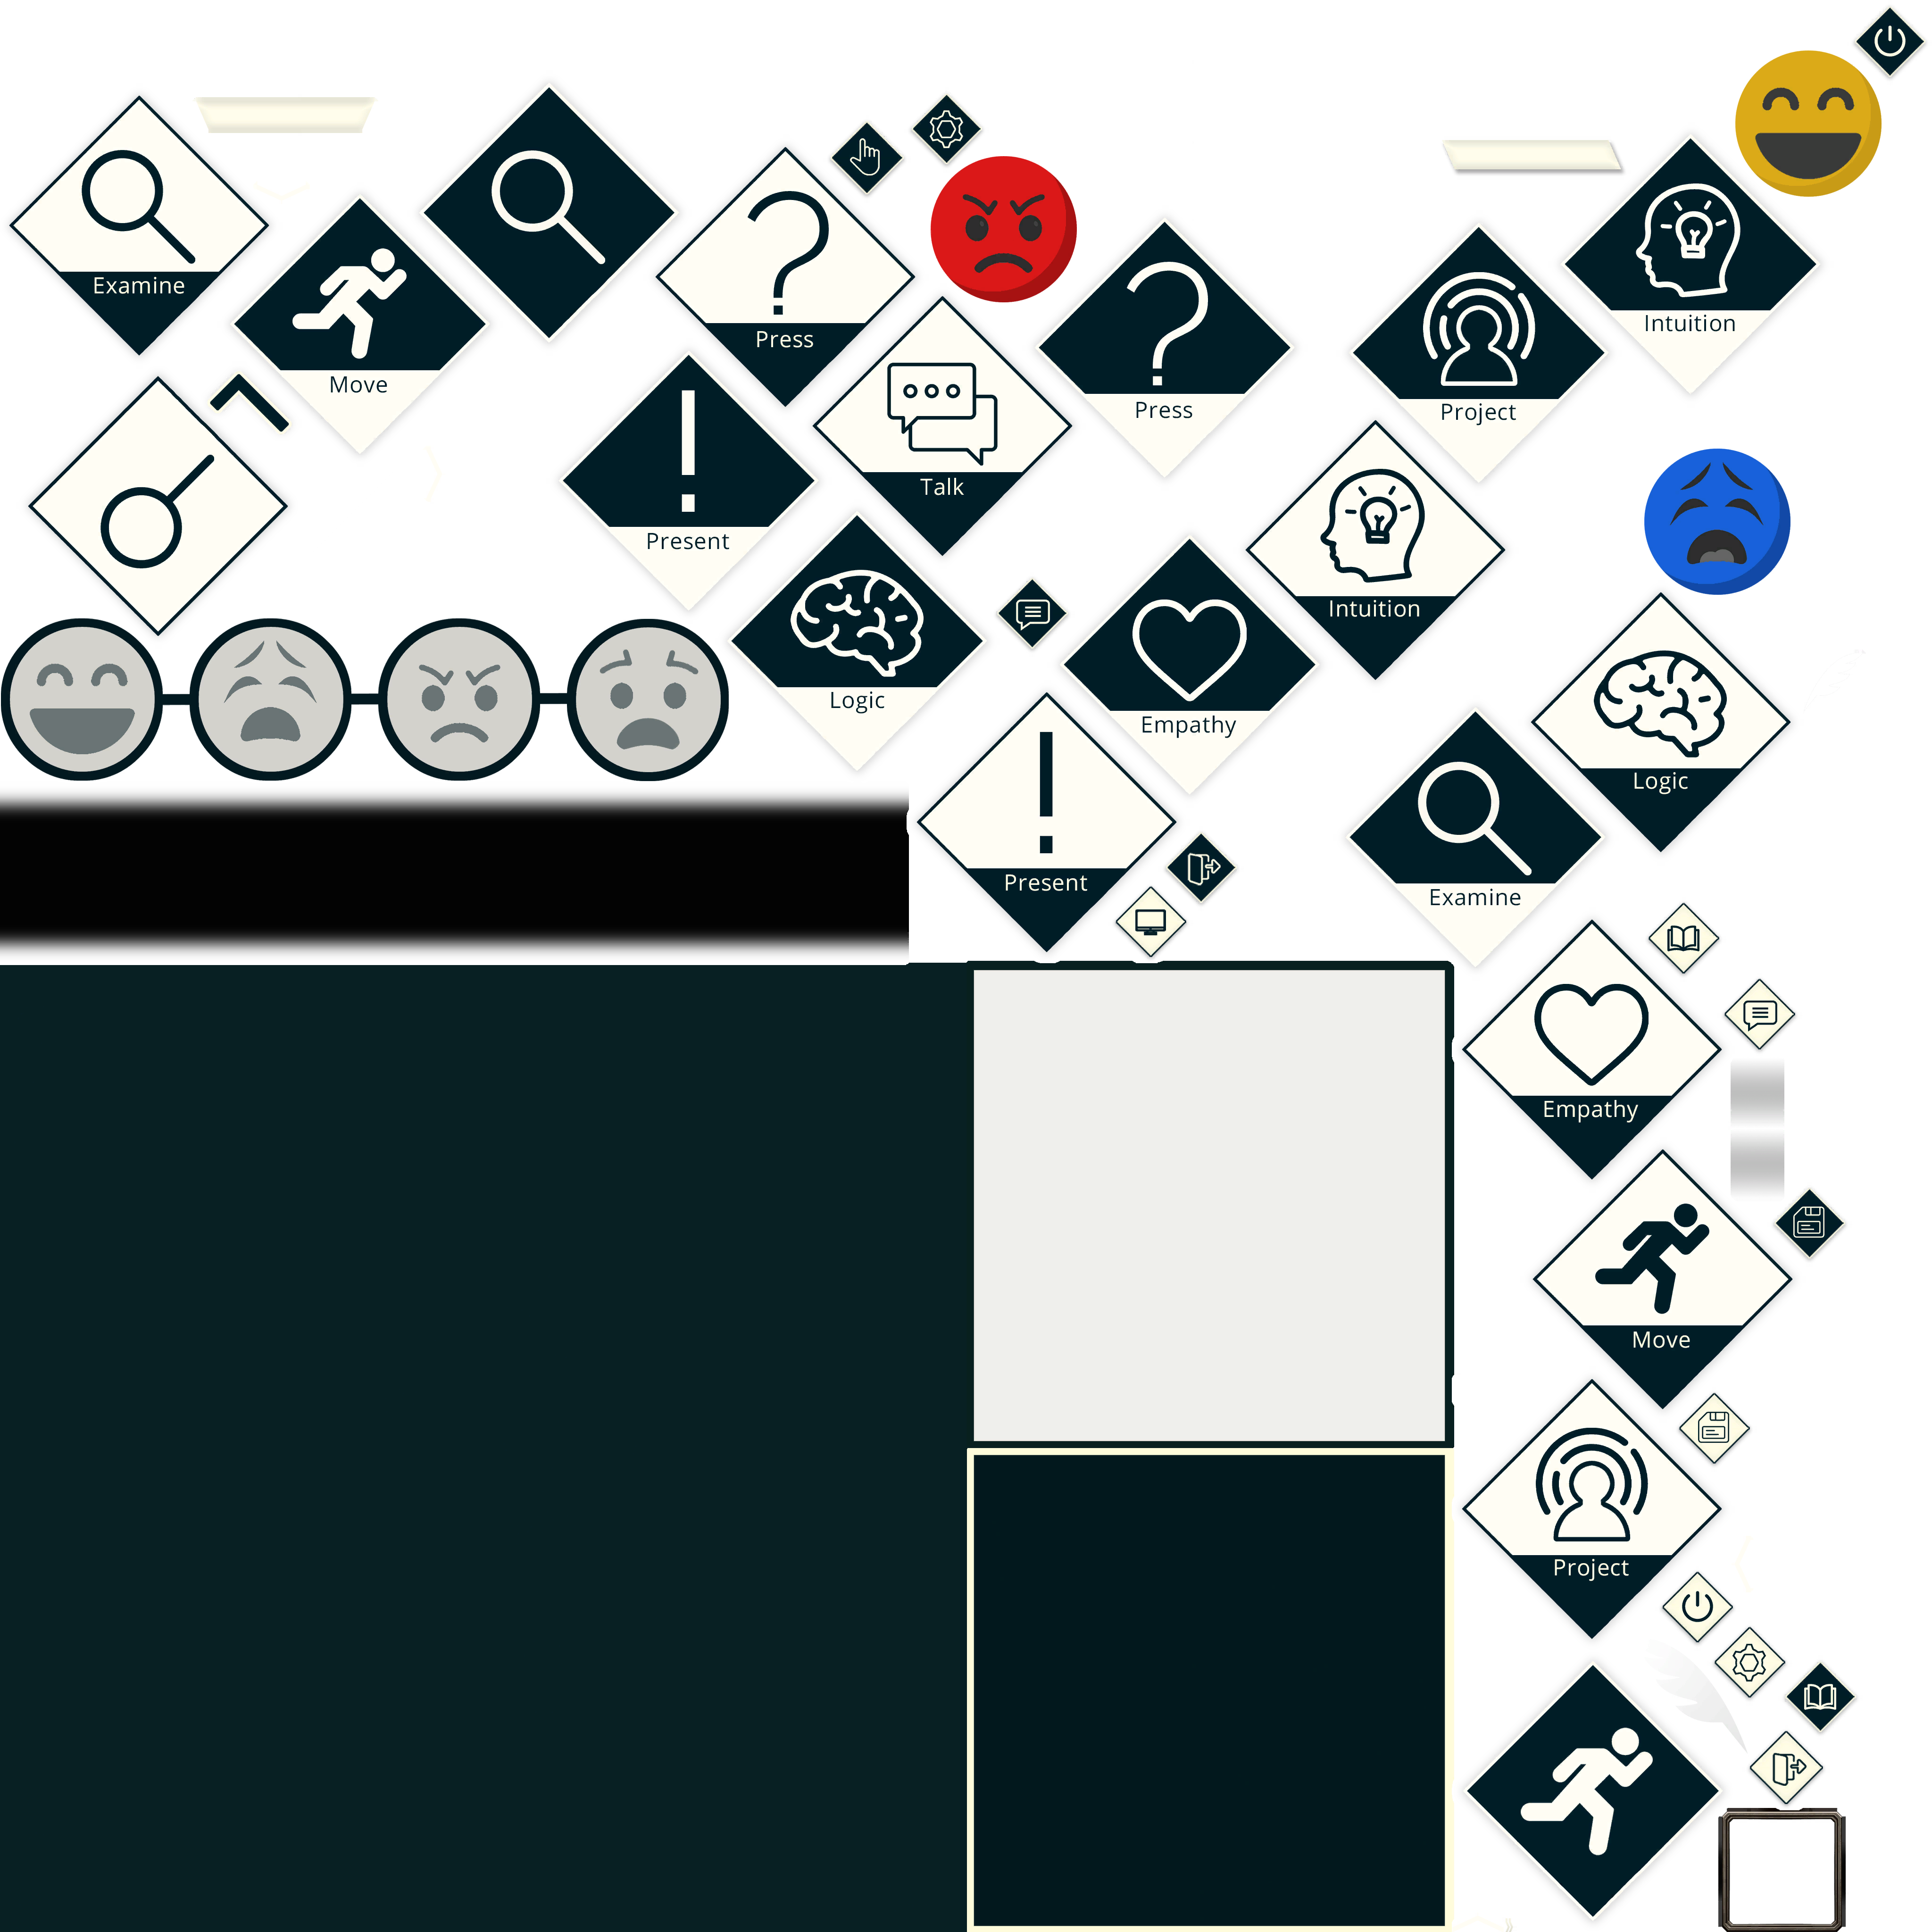 Examine
Move
Press
Press
Project
Intuition
Talk
Present
Intuition
Logic
Empathy
Logic
Present
Examine
Empathy
Move
Project